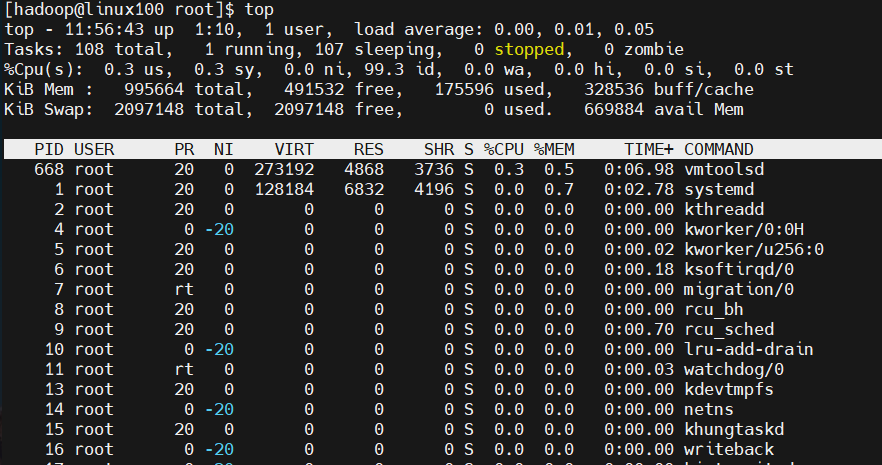 [hadoop@linux100 root]$ top
top - 11:56:43 up  1:10,  1 user,  load average: 0.00, 0.01, 0.05
Tasks: 108 total,   1 running, 107 sleeping,   0 stopped,   0 zombie
%Cpu(s):  0.3 us,  0.3 sy,  0.0 ni, 99.3 id,  0.0 wa,  0.0 hi,  0.0 si,  0.0 st
KiB Mem :   995664 total,   491532 free,   175596 used,   328536 buff/cache
KiB Swap:  2097148 total,  2097148 free,        0 used.   669884 avail Mem
PID USER      PR  NI    VIRT    RES    SHR S %CPU %MEM     TIME+ COMMAND
668 root      20   0  273192   4868   3736 S  0.3  0.5   0:06.98 vmtoolsd
1 root      20   0  128184   6832   4196 S  0.0  0.7   0:02.78 systemd
2 root      20   0       0      0      0 S  0.0  0.0   0:00.00 kthreadd
4 root       0 -20       0      0      0 S  0.0  0.0   0:00.00 kworker/0:0H
5 root      20   0       0      0      0 S  0.0  0.0   0:00.02 kworker/u256:0
6 root      20   0       0      0      0 S  0.0  0.0   0:00.18 ksoftirqd/0
7 root      rt   0       0      0      0 S  0.0  0.0   0:00.00 migration/0
8 root      20   0       0      0      0 S  0.0  0.0   0:00.00 rcu_bh
9 root      20   0       0      0      0 S  0.0  0.0   0:00.70 rcu_sched
10 root       0 -20       0      0      0 S  0.0  0.0   0:00.00 lru-add-drain
11 root      rt   0       0      0      0 S  0.0  0.0   0:00.03 watchdog/0
13 root      20   0       0      0      0 S  0.0  0.0   0:00.00 kdevtmpfs
14 root       0 -20       0      0      0 S  0.0  0.0   0:00.00 netns
15 root      20   0       0      0      0 S  0.0  0.0   0:00.00 khungtaskd
16 root       0 -20       0      0      0 S  0.0  0.0   0:00.00 writeback